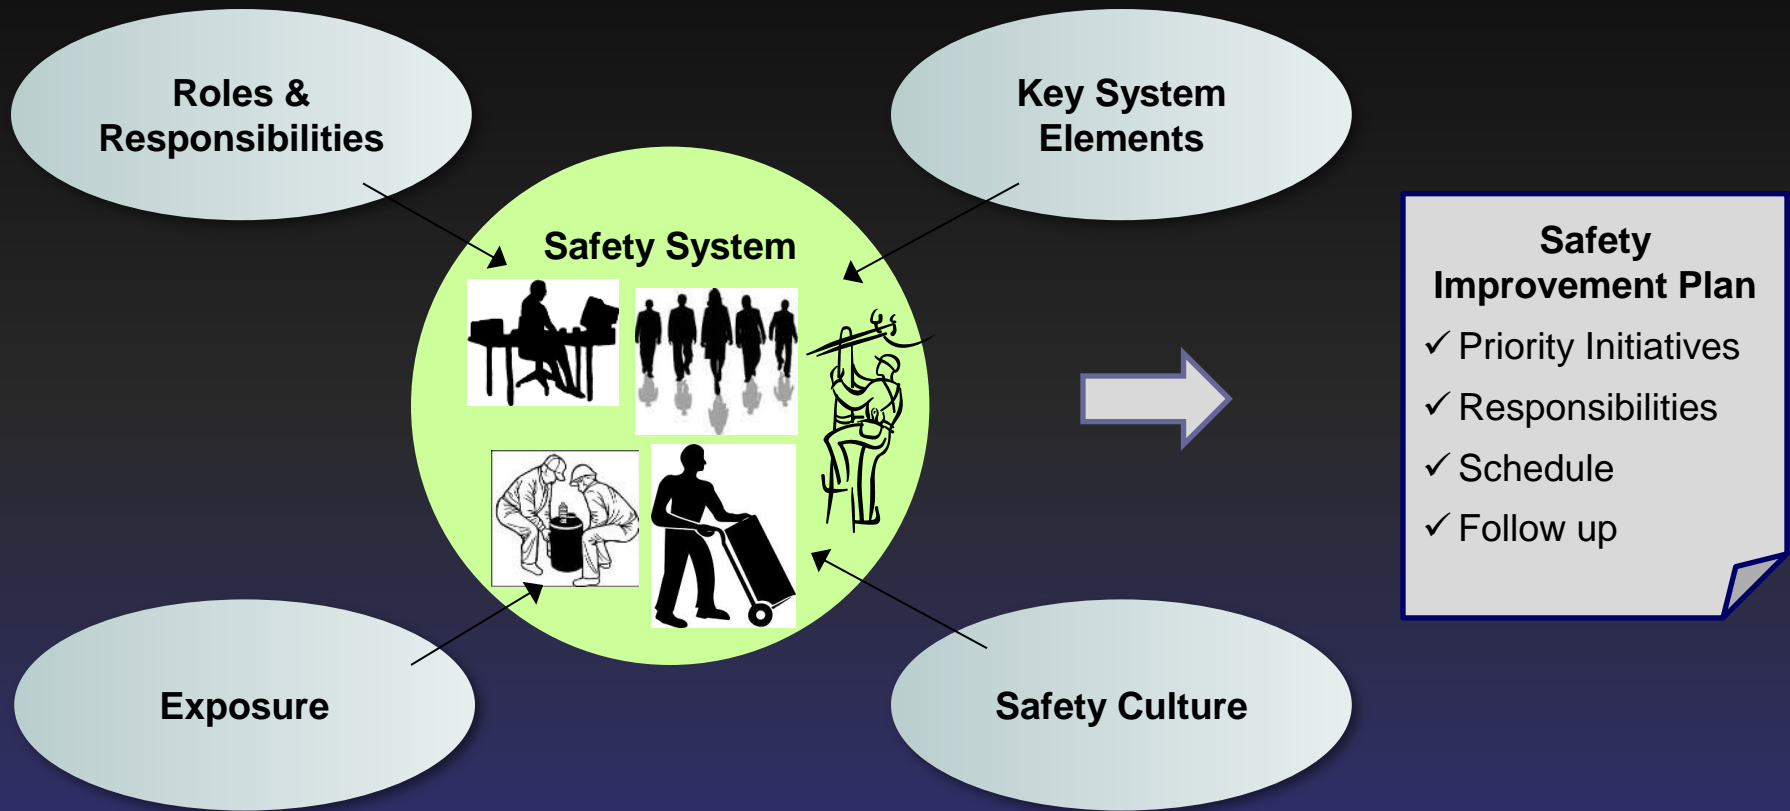 Roles &
Responsibilities
Key System
Elements
Safety System
Exposure
Safety Culture
Safety
Improvement Plan
✓ Priority Initiatives
✓ Responsibilities
✓ Schedule
✓ Follow up